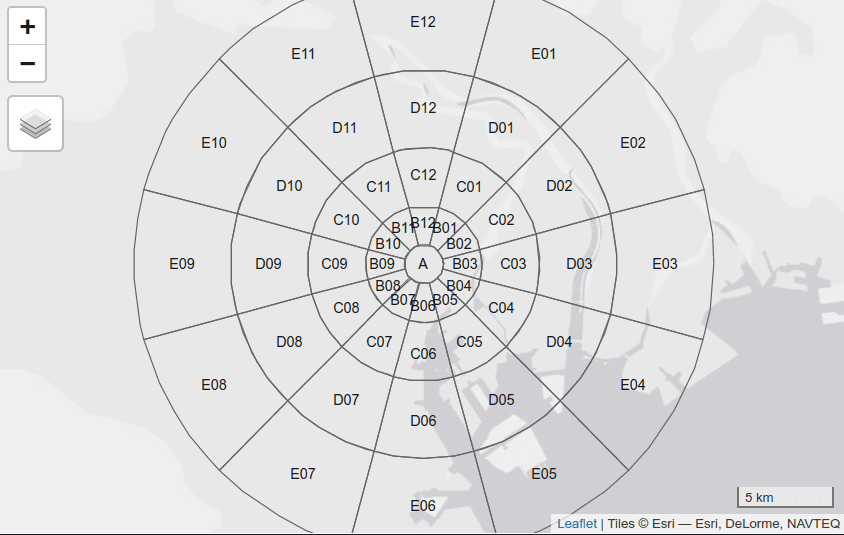 +
E12
E11
E01
−
D12
D11
D01
E10
E02
C12
D10
C11
C01
D02
C10
B11
B12
B01
C02
B10
B02
E09
D09
C09
B09
A
B03
C03
D03
E03
B08
B04
B07
B06
B05
C08
C04
D08
C07
C06
C05
D04
E08
E04
D07
D06
D05
E07
E05
E06
5 km
Leaflet | Tiles © Esri — Esri, DeLorme, NAVTEQ